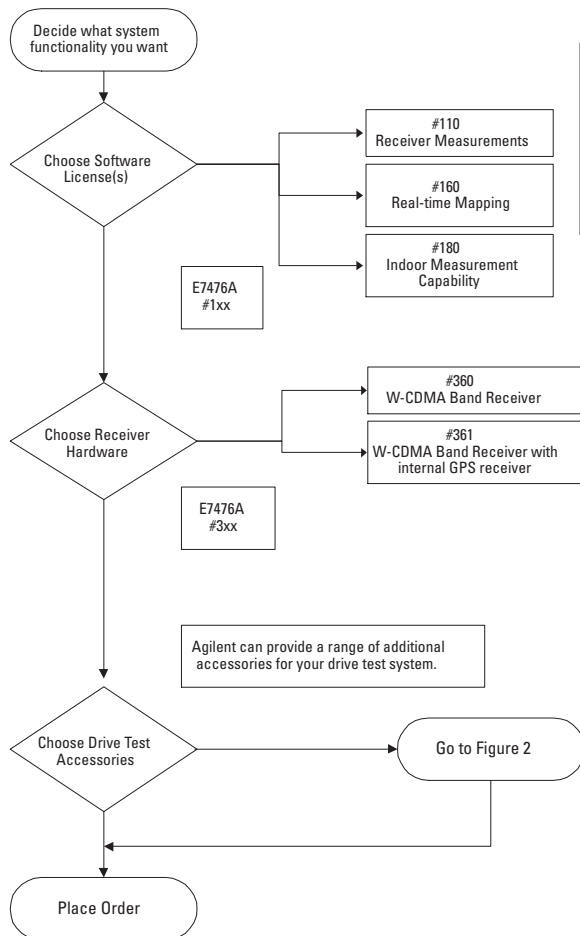 Decide what system
functionality you want
Choose Software
License(s)
#110
Receiver Measurements
#160
Real-time Mapping
#180
Indoor Measurement
Capability
E7476A
#1xx
Choose Receiver
Hardware
#360
W-CDMA Band Receiver
#361
W-CDMA Band Receiver with
internal GPS receiver
E7476A
#3xx
Agilent can provide a range of additional
accessories for your drive test system.
Choose Drive Test
Accessories
Go to Figure 2
Place Order